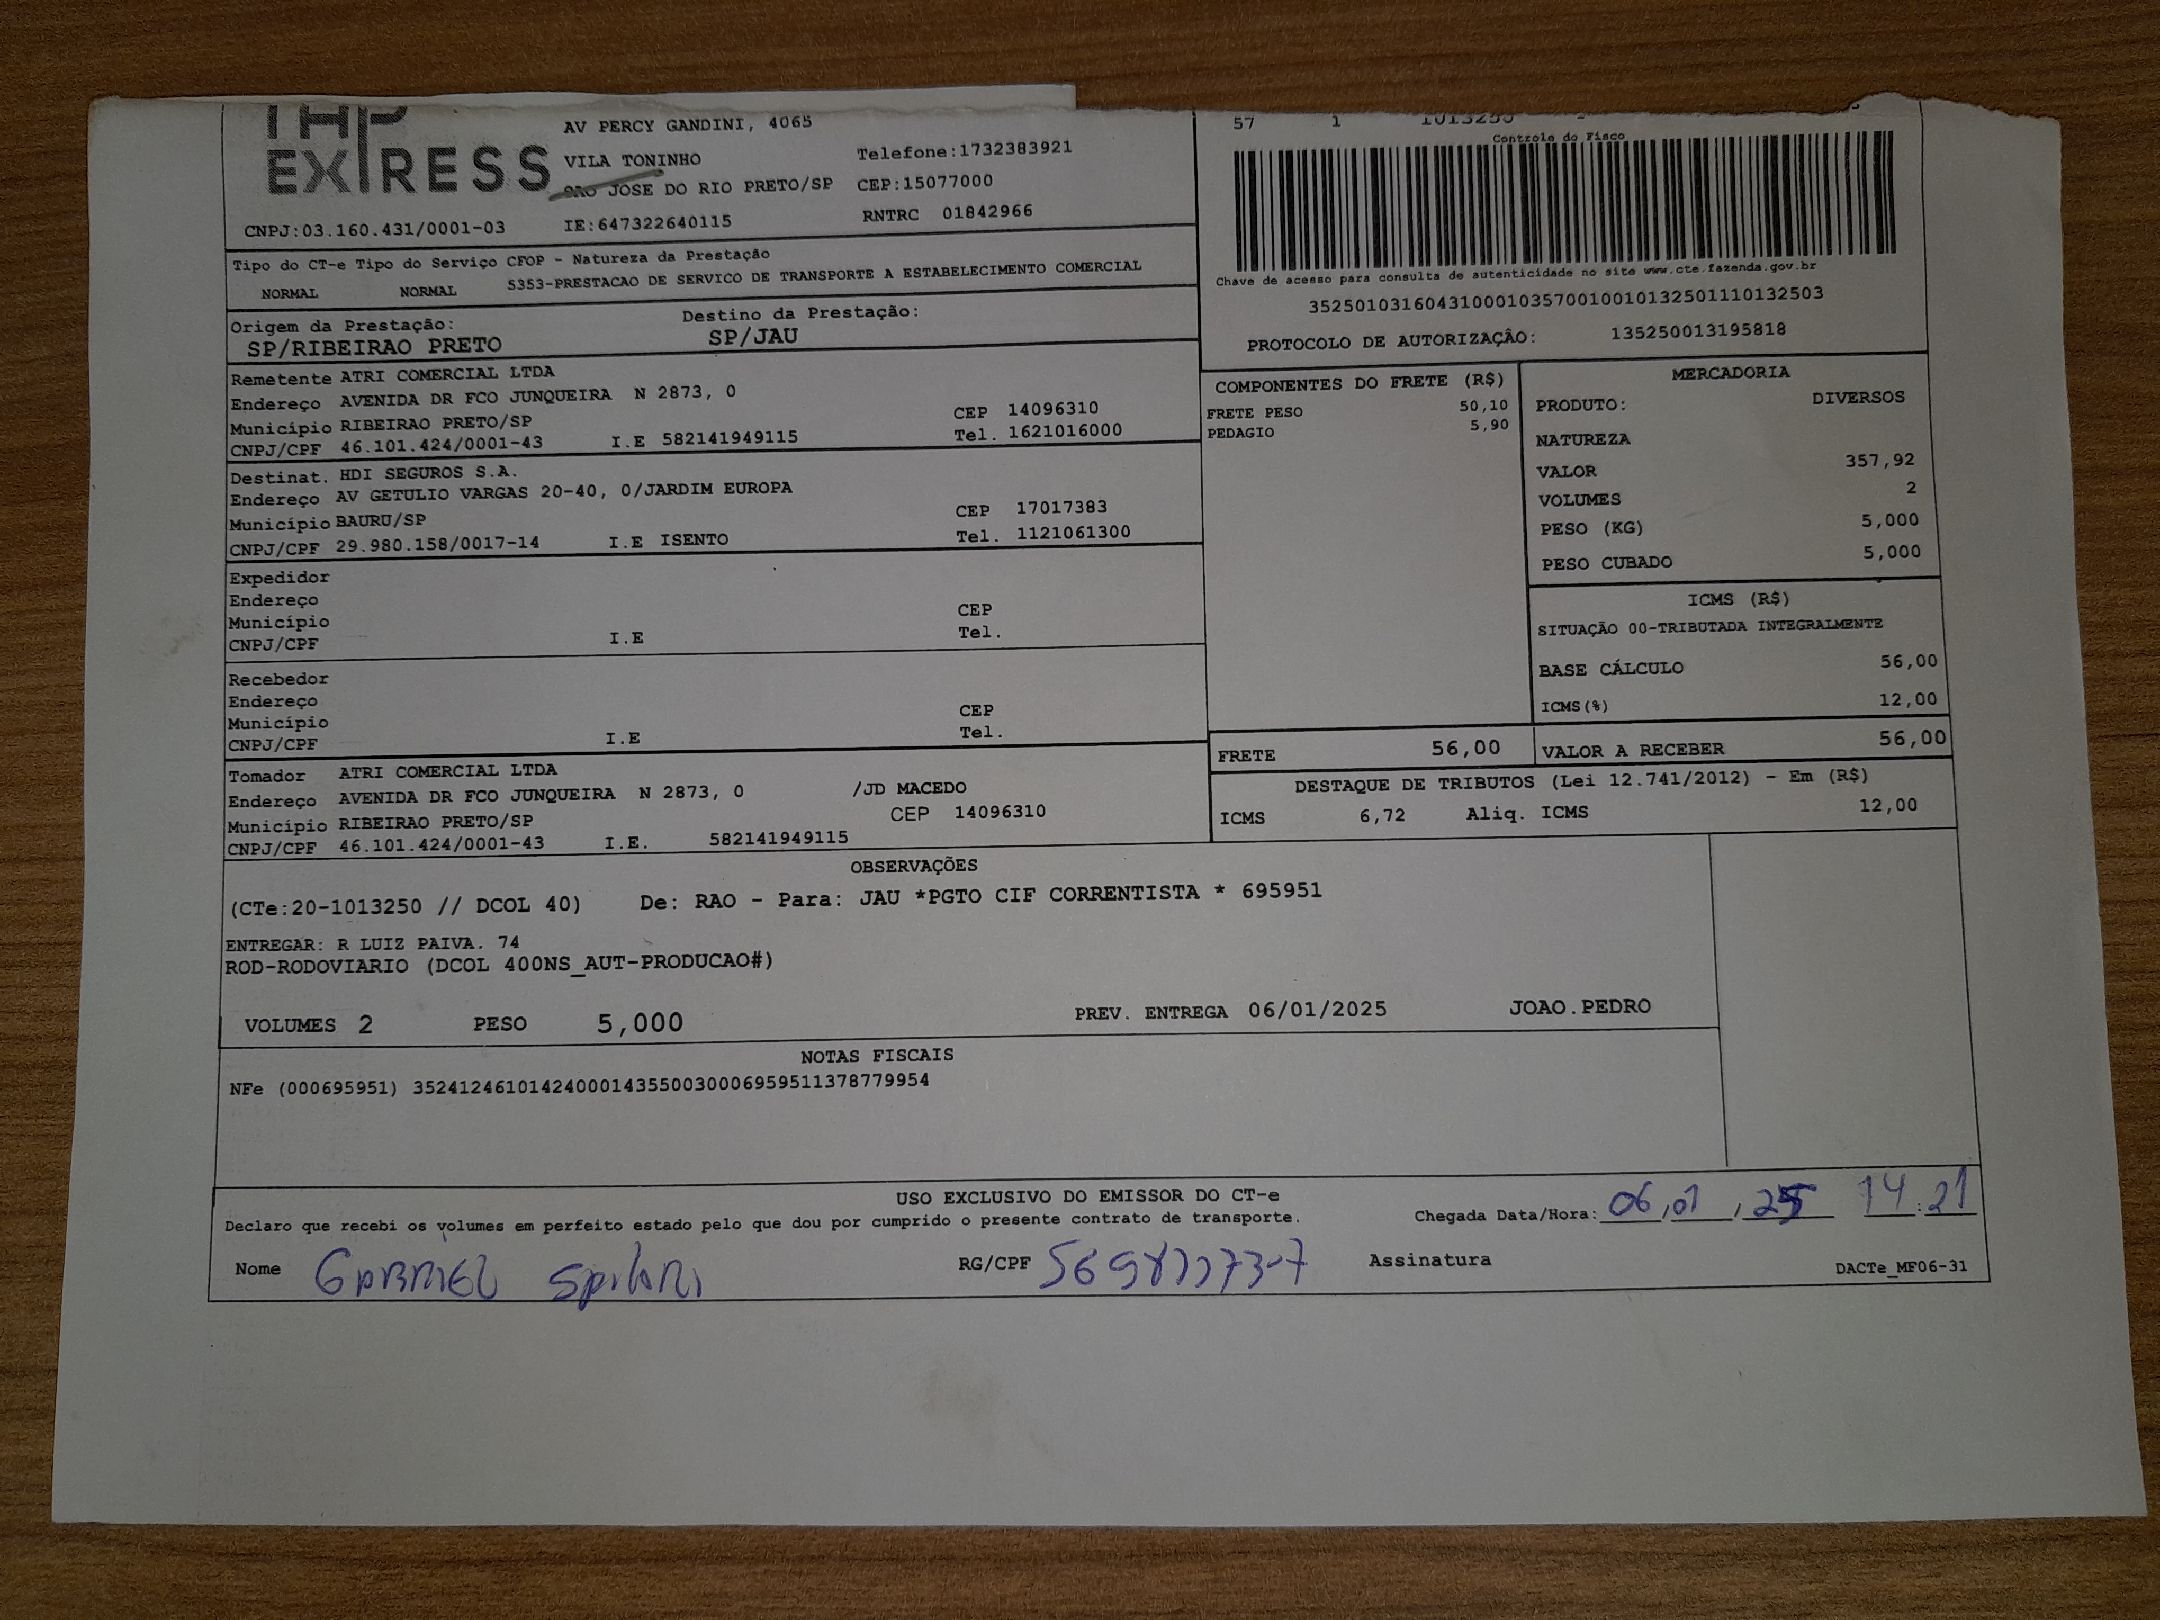 EXPRESS
AV PERCY GANDINI, 4065
VILA TONINHO Telefone:1732383921
JOSE DO RIO PRETO/SP CEP:15077000
CNPJ:03.160.431/0001-03 IE:647322640115 RNTRC 01842966
57 1 1013250
Controle do Fisco
Chave de acesso para consulta de autenticidade no site www.cte.fazenda.gov.br
35250103160431000103570010010132501110132503
PROTOCOLO DE AUTORIZAÇÃO: 135250013195818
Tipo do CT-e Tipo do Serviço CFOP - Natureza da Prestação
NORMAL NORMAL 5353-PRESTACAO DE SERVICO DE TRANSPORTE A ESTABELECIMENTO COMERCIAL
Origem da Prestação: Destino da Prestação:
SP/RIBEIRAO PRETO SP/JAU
Remetente ATRI COMERCIAL LTDA
Endereço AVENIDA DR FCO JUNQUEIRA N 2873, 0
Município RIBEIRAO PRETO/SP CEP 14096310
CNPJ/CPF 46.101.424/0001-43 I.E 582141949115 Tel. 1621016000
Destinat. HDI SEGUROS S.A.
Endereço AV GETULIO VARGAS 20-40, 0/JARDIM EUROPA
Município BAURU/SP CEP 17017383
CNPJ/CPF 29.980.158/0017-14 I.E ISENTO Tel. 1121061300
Expedidor
Endereço
Município CEP
CNPJ/CPF I.E Tel.
Recebedor
Endereço
Município CEP
CNPJ/CPF I.E Tel.
Tomador ATRI COMERCIAL LTDA
Endereço AVENIDA DR FCO JUNQUEIRA N 2873, 0 /JD MACEDO
Município RIBEIRAO PRETO/SP CEP 14096310
CNPJ/CPF 46.101.424/0001-43 I.E. 582141949115
COMPONENTES DO FRETE (R$)
FRETE PESO 50,10
PEDAGIO 5,90
MERCADORIA
PRODUTO: DIVERSOS
NATUREZA
VALOR 357,92
VOLUMES 2
PESO (KG) 5,000
PESO CUBADO 5,000
ICMS (R$)
SITUAÇÃO 00-TRIBUTADA INTEGRALMENTE
BASE CÁLCULO 56,00
ICMS(%) 12,00
FRETE 56,00 VALOR A RECEBER 56,00
DESTAQUE DE TRIBUTOS (Lei 12.741/2012) - Em (R$)
ICMS 6,72 Aliq. ICMS 12,00
OBSERVAÇÕES
(CTe:20-1013250 // DCOL 40) De: RAO - Para: JAU *PGTO CIF CORRENTISTA * 695951
ENTREGAR: R LUIZ PAIVA. 74
ROD-RODOVIARIO (DCOL 400NS_AUT-PRODUCAO#)
VOLUMES 2 PESO 5,000 PREV. ENTREGA 06/01/2025 JOAO.PEDRO
NOTAS FISCAIS
NFe (000695951) 35241246101424000143550030006959511378779954
USO EXCLUSIVO DO EMISSOR DO CT-e
Declaro que recebi os volumes em perfeito estado pelo que dou por cumprido o presente contrato de transporte. Chegada Data/Hora: 06,01,25 14:21
Nome GABRIEL RG/CPF Assinatura
DACTe_MF06-31